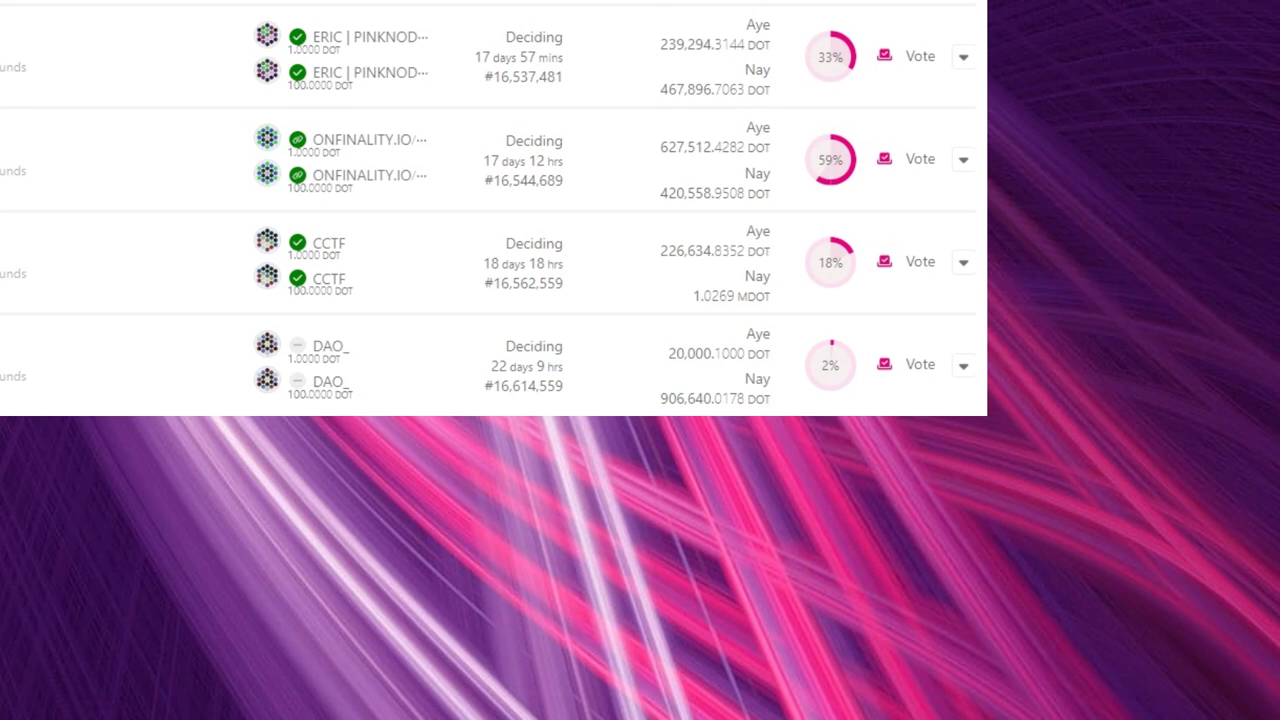 unds
ERIC | PINKNOD···
1.0000 DOT
ERIC | PINKNOD···
100.0000 DOT
Deciding
17 days 57 mins
#16,537,481
Aye
239,294.3144 DOT
Nay
467,896.7063 DOT
33%
Vote
unds
ONFINALITY.IO/···
1.0000 DOT
ONFINALITY.IO/···
100.0000 DOT
Deciding
17 days 12 hrs
#16,544,689
Aye
627,512.4282 DOT
Nay
420,558.9508 DOT
59%
Vote
unds
CCTF
1.0000 DOT
CCTF
100.0000 DOT
Deciding
18 days 18 hrs
#16,562,559
Aye
226,634.8352 DOT
Nay
1.0269 MDOT
18%
Vote
unds
DAO_
1.0000 DOT
DAO_
100.0000 DOT
Deciding
22 days 9 hrs
#16,614,559
Aye
20,000.1000 DOT
Nay
906,640.0178 DOT
2%
Vote